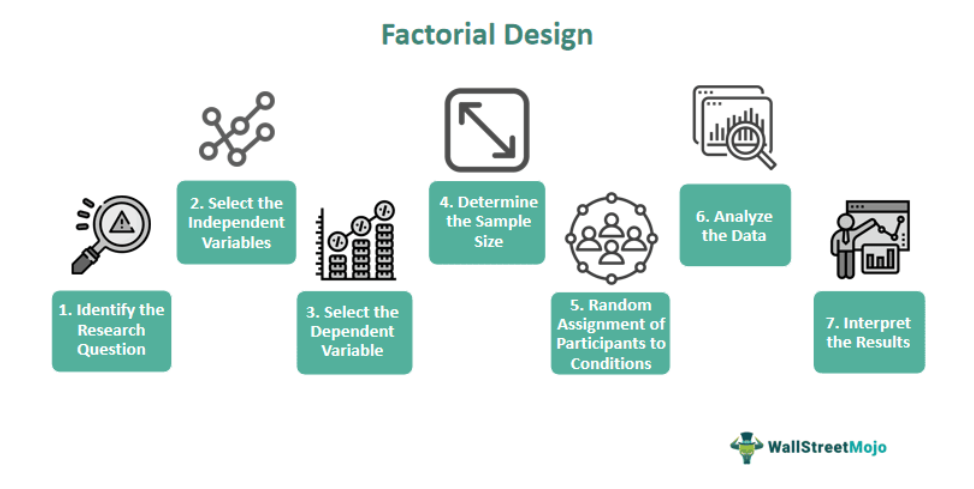 Factorial Design
1. Identify the
Research
Question
2. Select the
Independent
Variables
3. Select the
Dependent
Variable
4. Determine
the Sample
Size
5. Random
Assignment of
Participants to
Conditions
6. Analyze
the Data
7. Interpret
the Results
WallStreetMojo